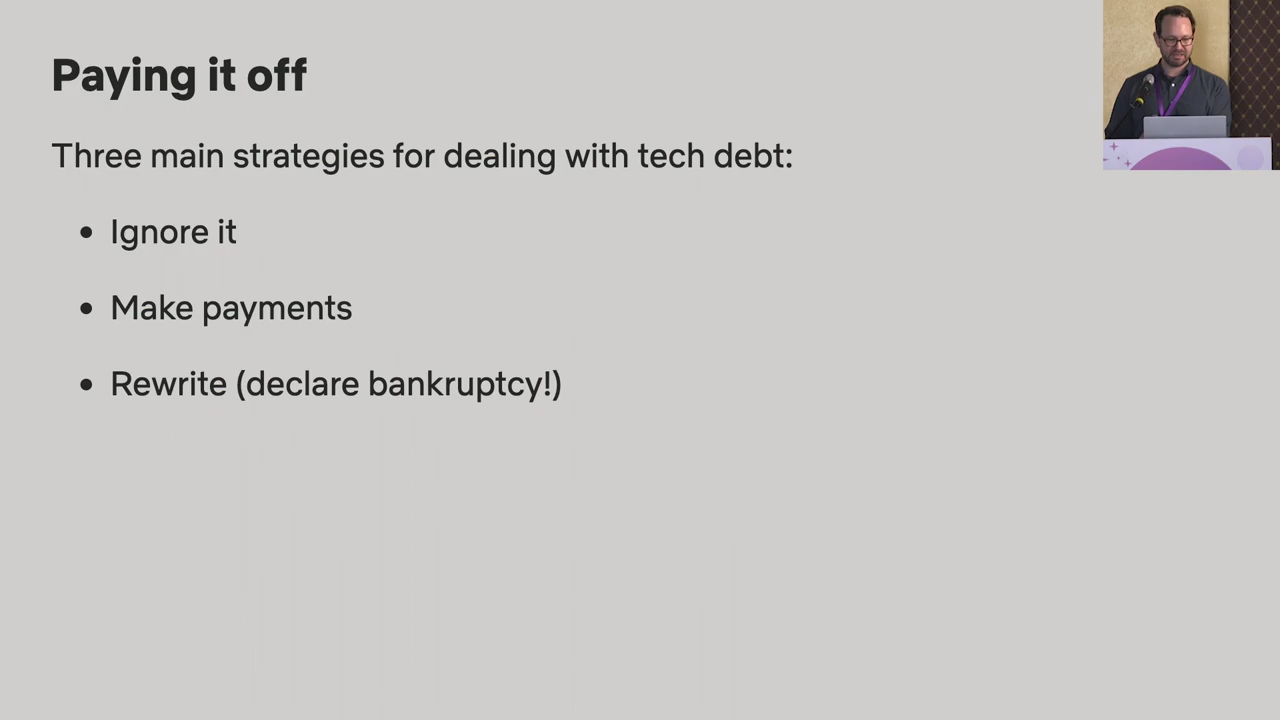 Paying it off
Three main strategies for dealing with tech debt:
• Ignore it
• Make payments
• Rewrite (declare bankruptcy!)